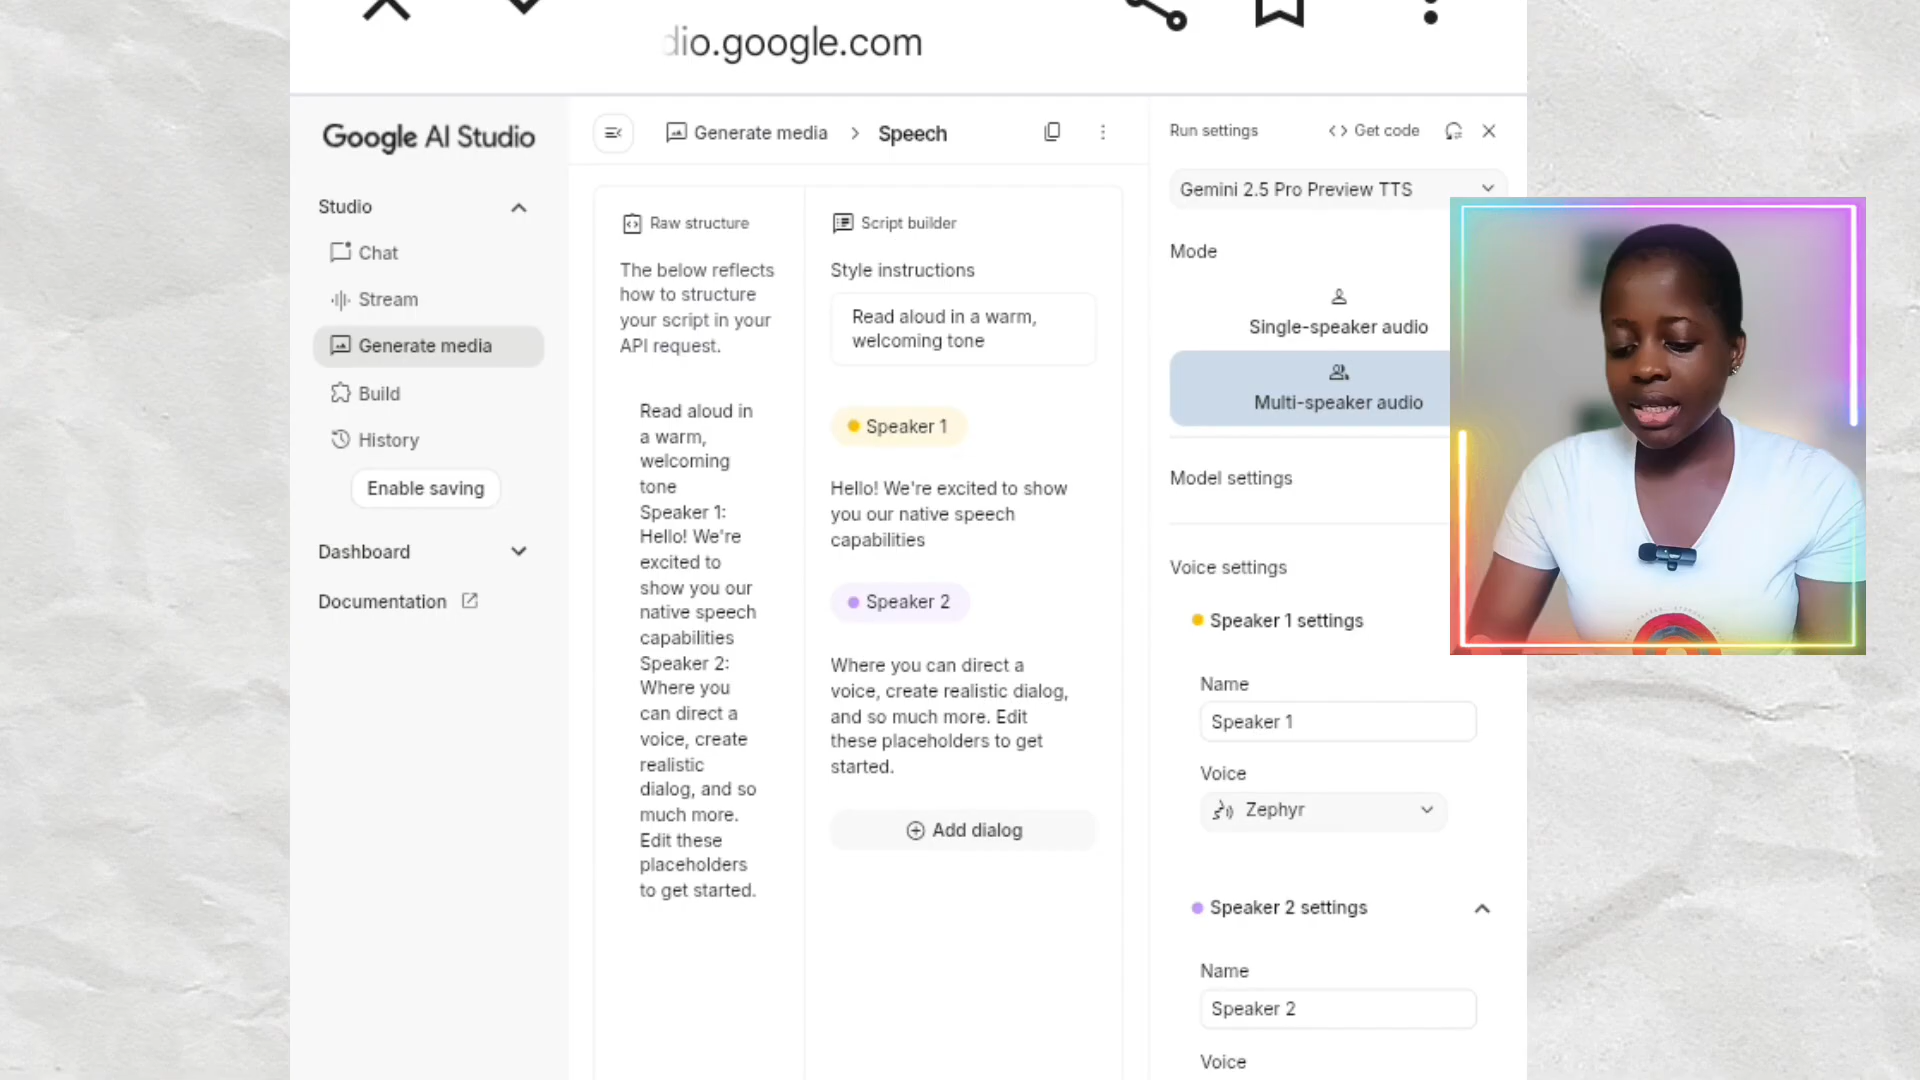 dio.google.com
Google AI Studio
Studio
Chat
Stream
Generate media
Build
History
Enable saving
Dashboard
Documentation
Generate media > Speech
Raw structure
The below reflects
how to structure
your script in your
API request.
Read aloud in
a warm,
welcoming
tone
Speaker 1:
Hello! We're
excited to
show you our
native speech
capabilities
Speaker 2:
Where you
can direct a
voice, create
realistic
dialog, and so
much more.
Edit these
placeholders
to get started.
Script builder
Style instructions
Read aloud in a warm,
welcoming tone
Speaker 1
Hello! We're excited to show
you our native speech
capabilities
Speaker 2
Where you can direct a
voice, create realistic dialog,
and so much more. Edit
these placeholders to get
started.
Add dialog
Run settings
<> Get code
Gemini 2.5 Pro Preview TTS
Mode
Single-speaker audio
Multi-speaker audio
Model settings
Voice settings
Speaker 1 settings
Name
Speaker 1
Voice
Zephyr
Speaker 2 settings
Name
Speaker 2
Voice